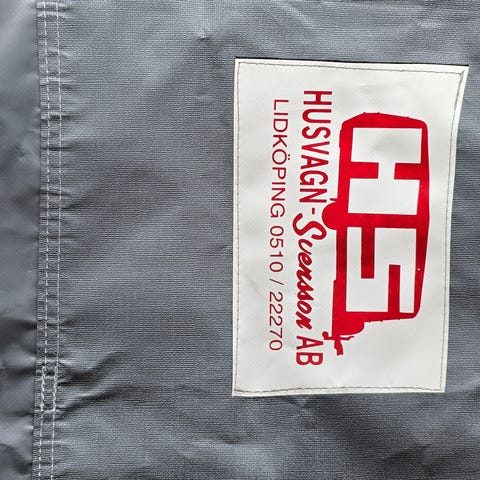 HS
HUSVAGN-Svensson AB
LIDKÖPING 0510 / 22270